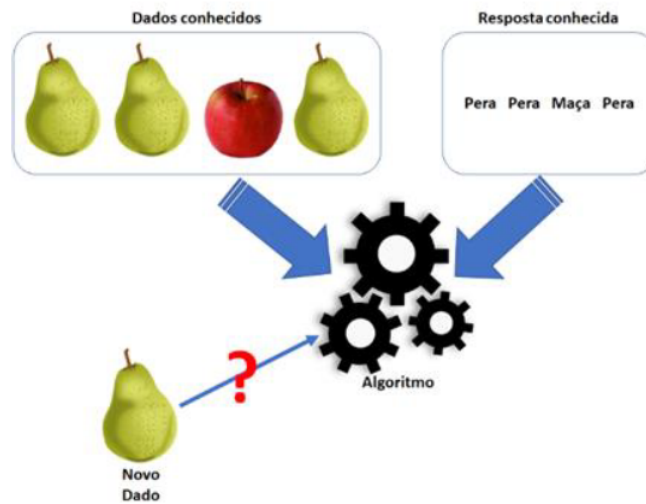 Dados conhecidos
Resposta conhecida
Pera Pera Maça Pera
?
Algoritmo
Novo
Dado